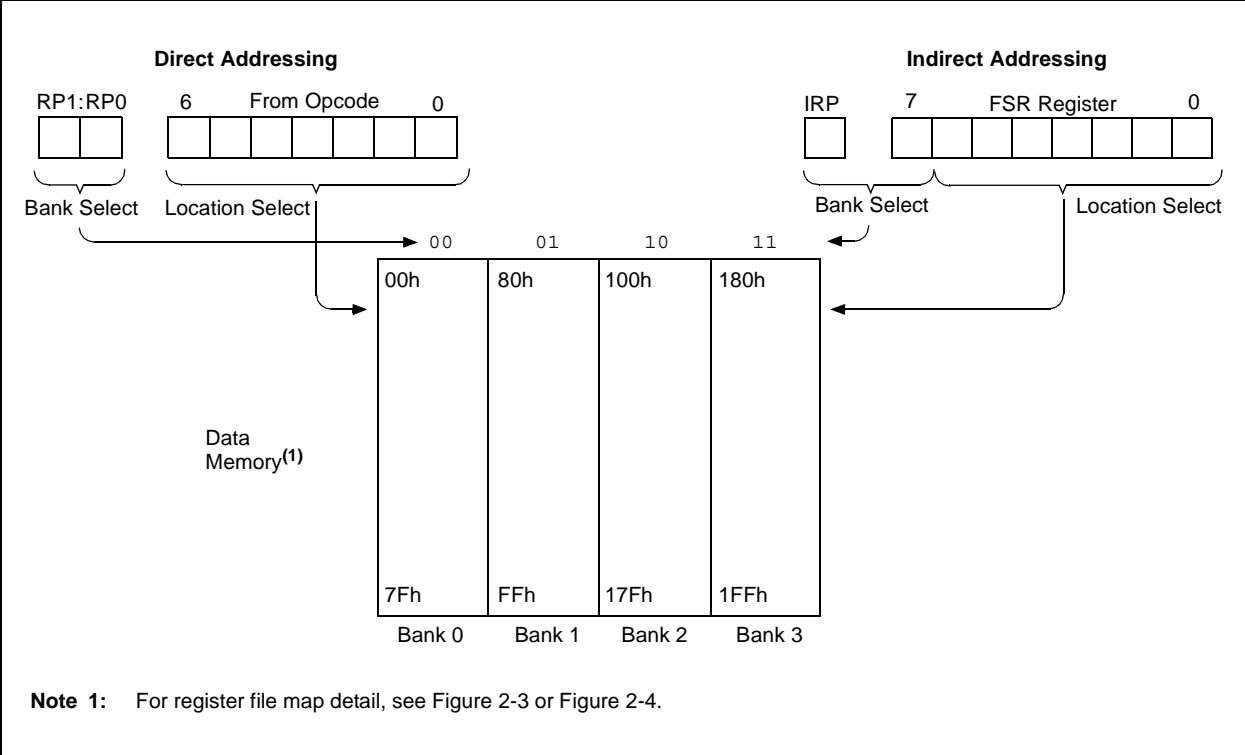 Direct Addressing
Indirect Addressing
RP1:RP0 6 From Opcode 0
IRP 7 FSR Register 0
Bank Select Location Select
Bank Select Location Select
00 01 10 11
00h 80h 100h 180h
Data
Memory(1)
7Fh FFh 17Fh 1FFh
Bank 0 Bank 1 Bank 2 Bank 3
Note 1: For register file map detail, see Figure 2-3 or Figure 2-4.